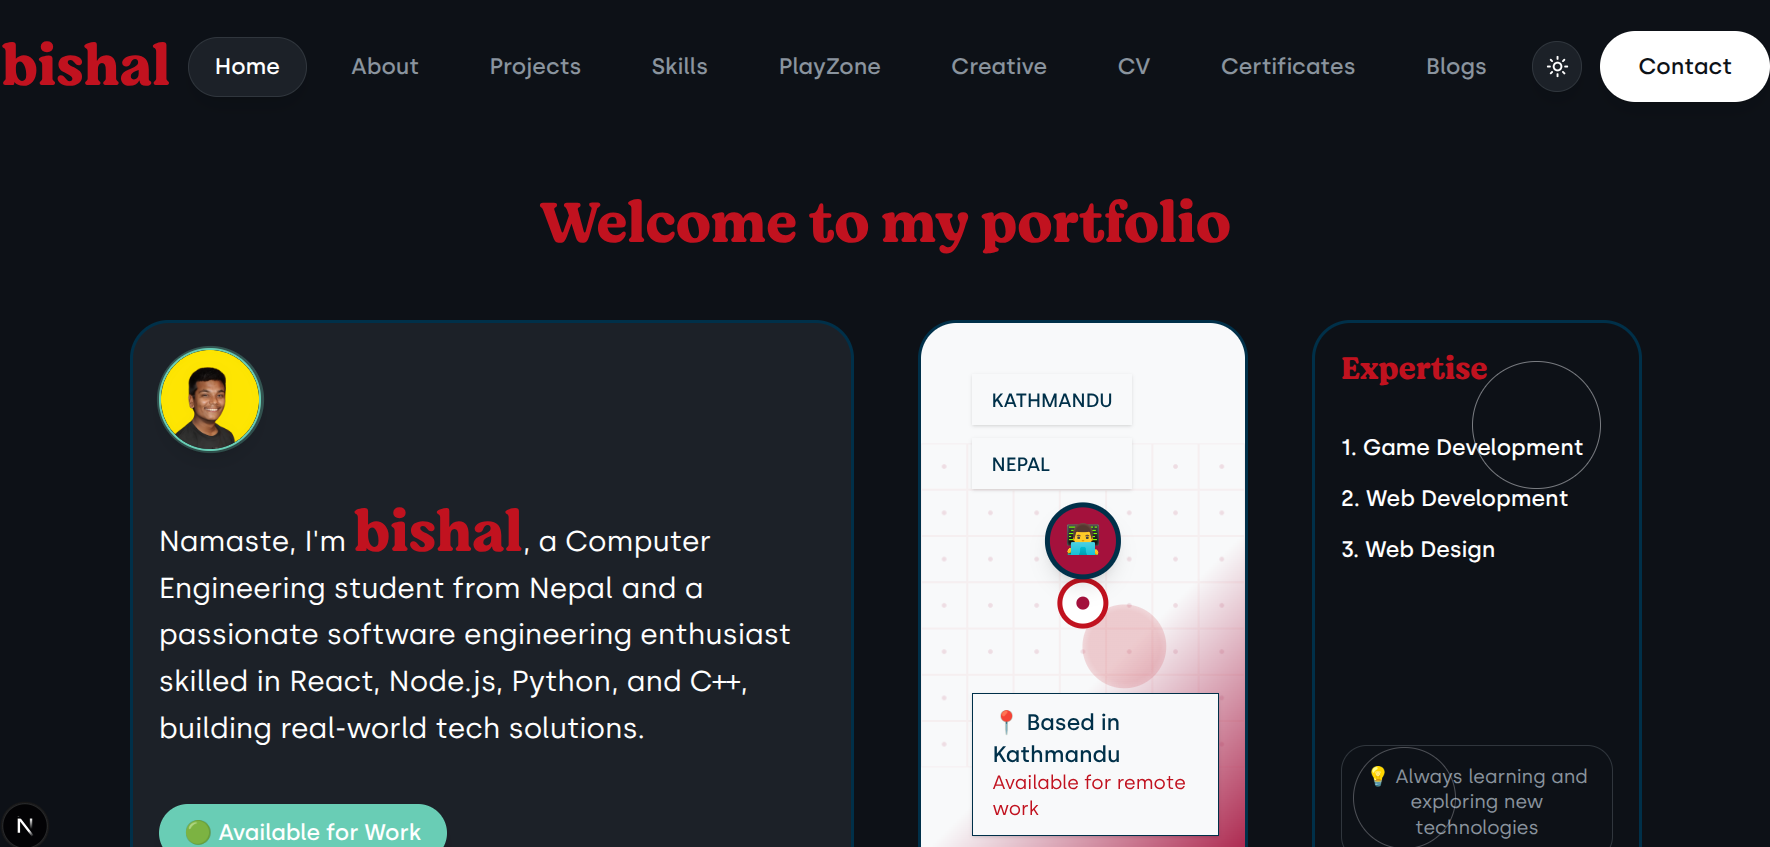 bishal
Home
About
Projects
Skills
PlayZone
Creative
CV
Certificates
Blogs
Contact
Welcome to my portfolio
Namaste, I'm bishal, a Computer
Engineering student from Nepal and a
passionate software engineering enthusiast
skilled in React, Node.js, Python, and C++,
building real-world tech solutions.
🟢 Available for Work
KATHMANDU
NEPAL
📍 Based in
Kathmandu
Available for remote
work
Expertise
1. Game Development
2. Web Development
3. Web Design
💡 Always learning and
exploring new
technologies
N